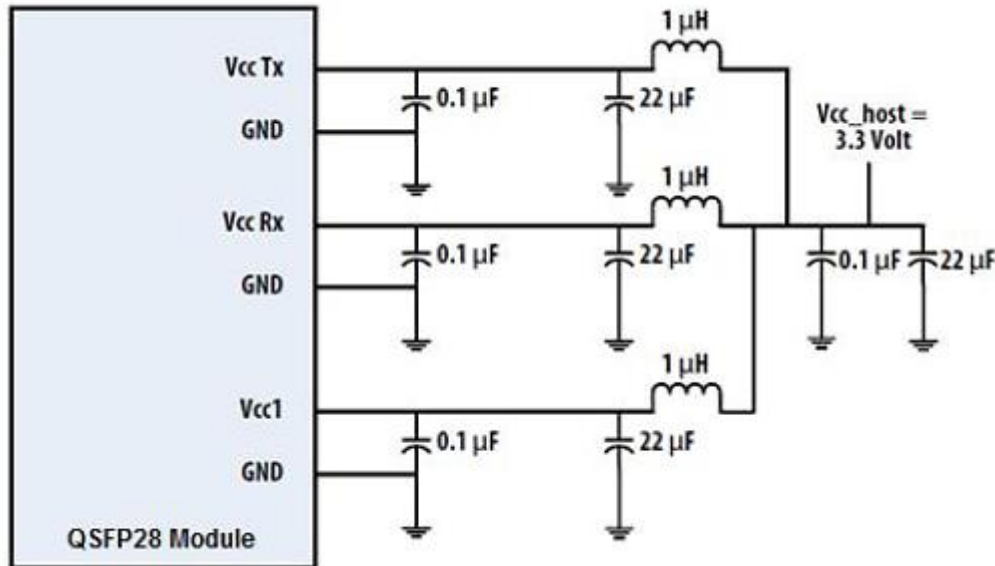 1 μH
Vcc Tx
0.1 μF
22 μF
GND
Vcc_host =
3.3 Volt
1 μH
Vcc Rx
0.1 μF
22 μF
0.1 μF
22 μF
GND
1 μH
Vcc1
0.1 μF
22 μF
GND
QSFP28 Module